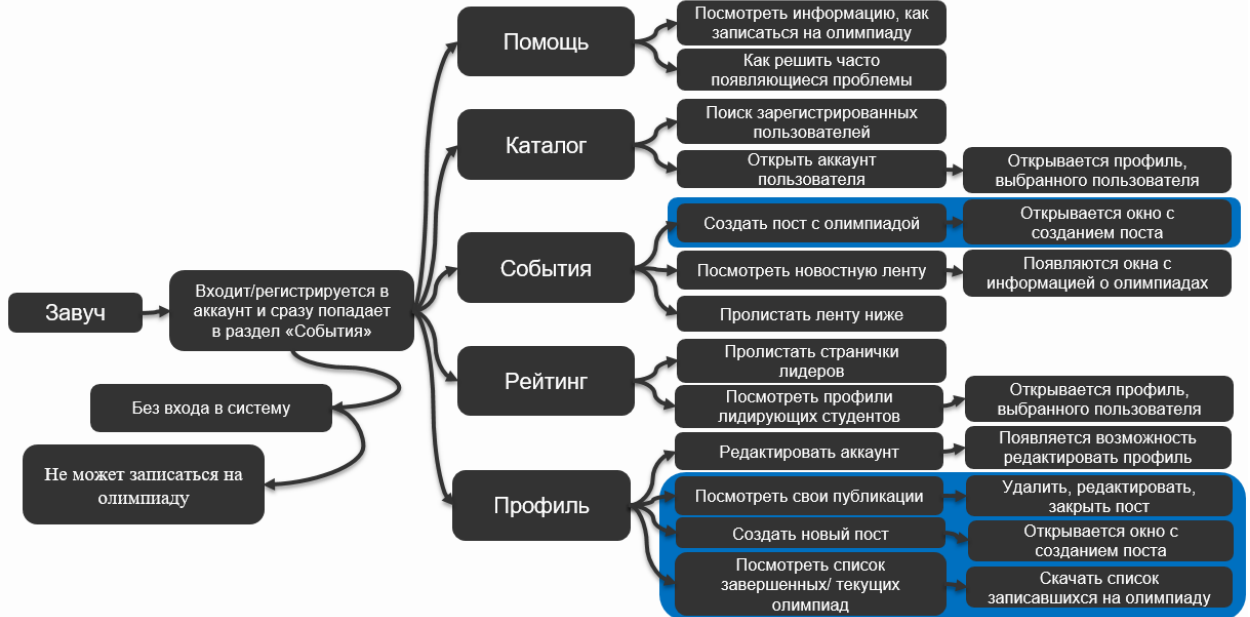 Завуч
Входит/регистрируется в
аккаунт и сразу попадает
в раздел «События»
Без входа в систему
Не может записаться на
олимпиаду
Помощь
Посмотреть информацию, как
записаться на олимпиаду
Как решить часто
появляющиеся проблемы
Каталог
Поиск зарегистрированных
пользователей
Открыть аккаунт
пользователя
Открывается профиль,
выбранного пользователя
События
Создать пост с олимпиадой
Открывается окно с
созданием поста
Посмотреть новостную ленту
Появляются окна с
информацией о олимпиадах
Пролистать ленту ниже
Рейтинг
Пролистать странички
лидеров
Посмотреть профили
лидирующих студентов
Открывается профиль,
выбранного пользователя
Профиль
Редактировать аккаунт
Появляется возможность
редактировать профиль
Посмотреть свои публикации
Удалить, редактировать,
закрыть пост
Создать новый пост
Открывается окно с
созданием поста
Посмотреть список
завершенных/ текущих
олимпиад
Скачать список
записавшихся на олимпиаду